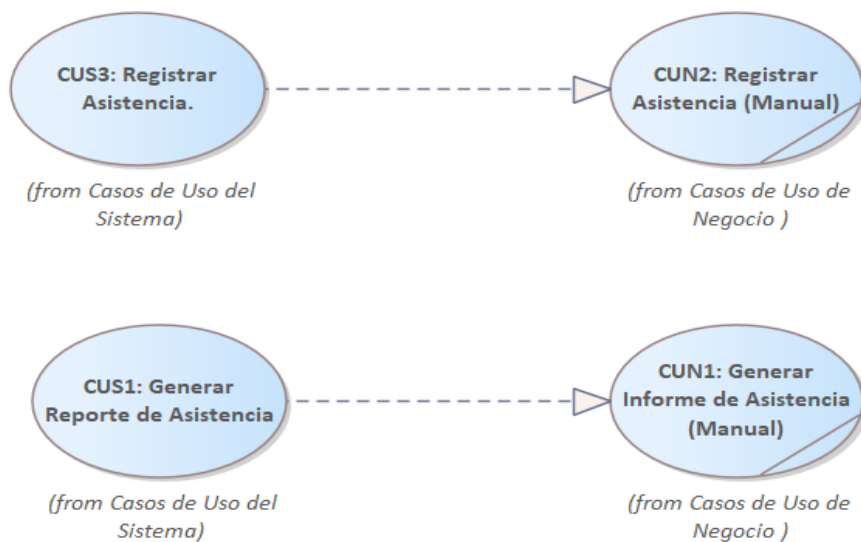 CUS3: Registrar
Asistencia.
(from Casos de Uso del
Sistema)
CUN2: Registrar
Asistencia (Manual)
(from Casos de Uso de
Negocio )
CUS1: Generar
Reporte de Asistencia
(from Casos de Uso del
Sistema)
CUN1: Generar
Informe de Asistencia
(Manual)
(from Casos de Uso de
Negocio )